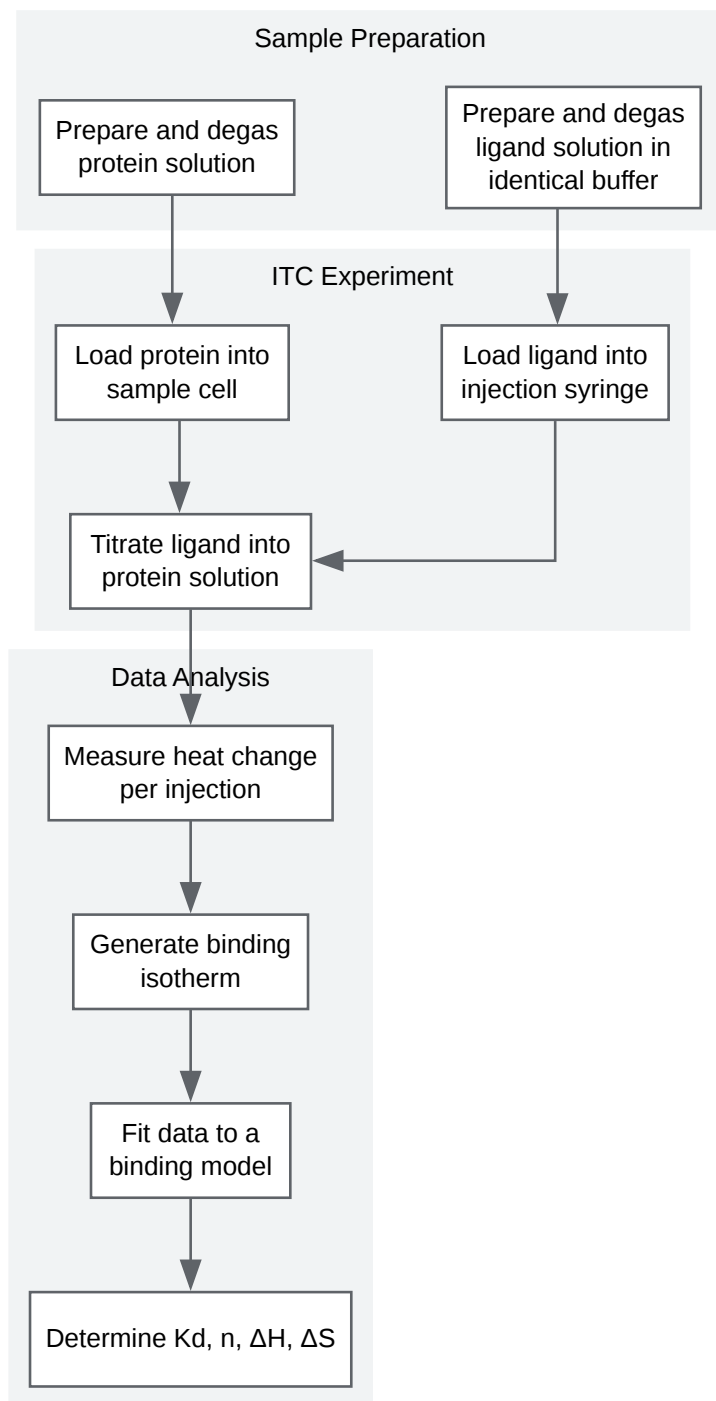 Sample Preparation
Prepare and degas
protein solution
Prepare and degas
ligand solution in
identical buffer
ITC Experiment
Load protein into
sample cell
Load ligand into
injection syringe
Titrate ligand into
protein solution
Data Analysis
Measure heat change
per injection
Generate binding
isotherm
Fit data to a
binding model
Determine Kd, n, ΔH, ΔS